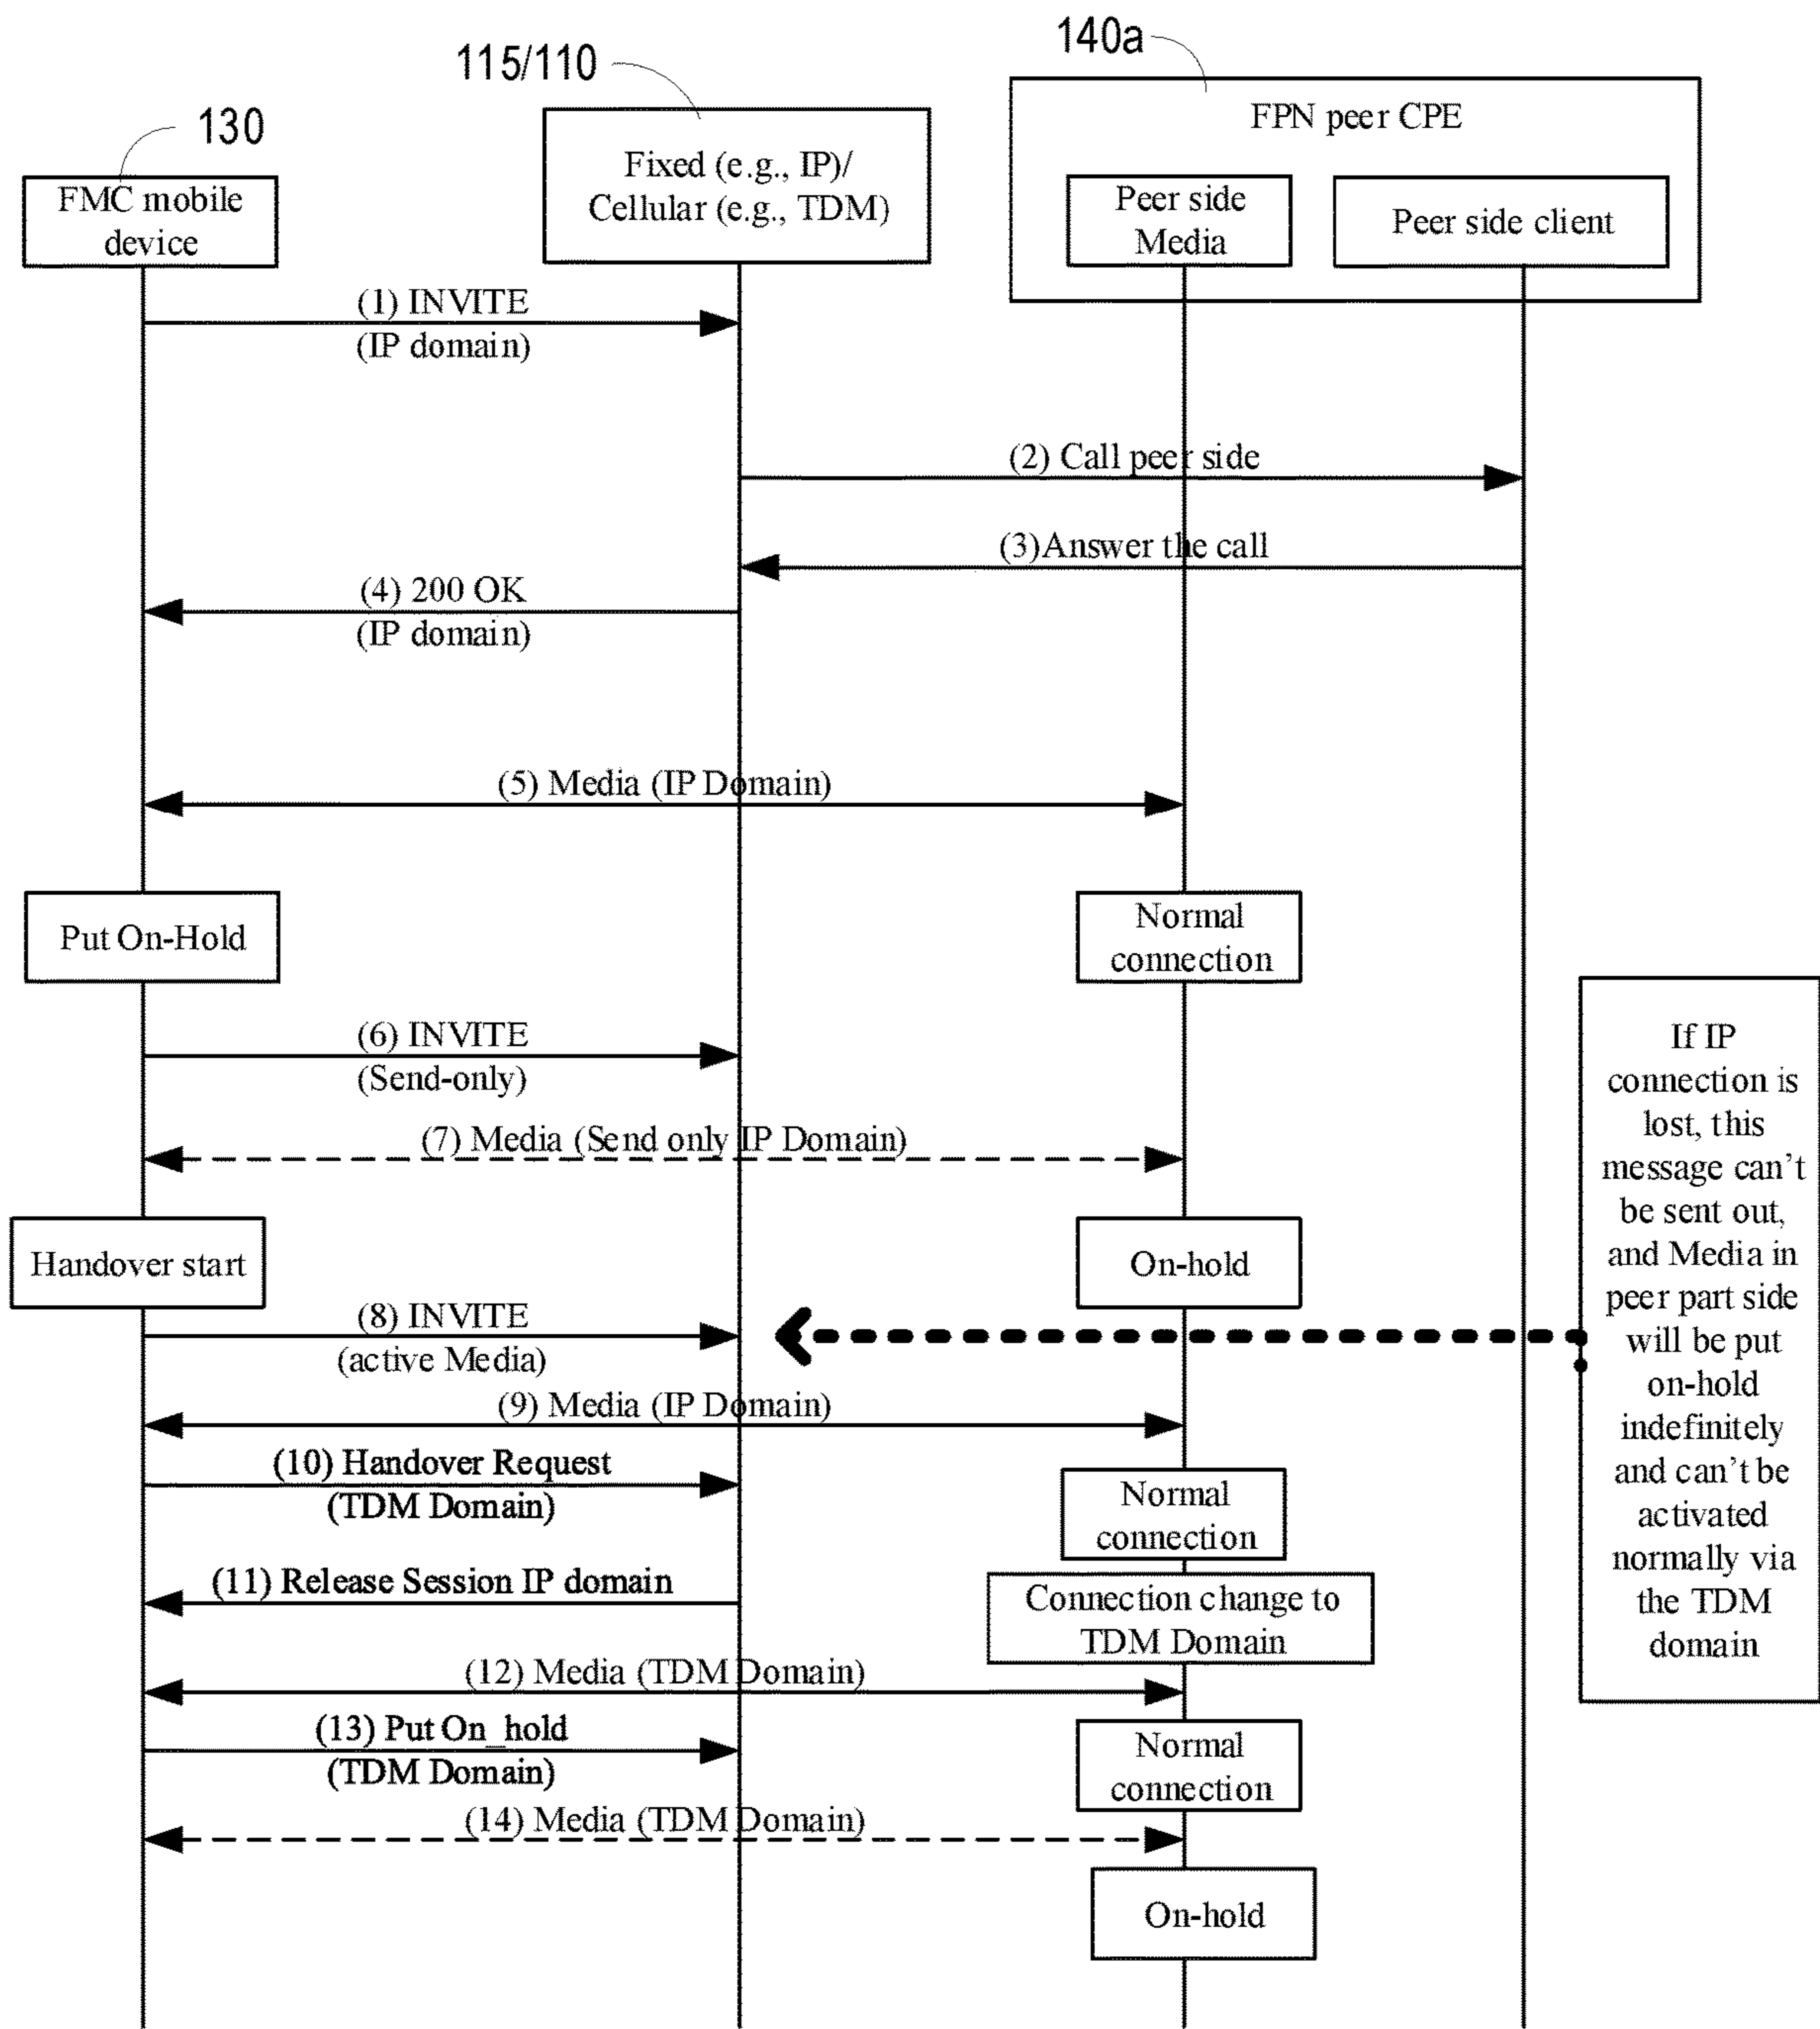 140a
115/110
130
FPN peer CPE
Fixed (e.g., IP)/
Cellular (e.g., TDM)
FMC mobile
device
Peer side
Media
Peer side client
(1) INVITE
(IP domain)
(2) Call peer side
(3)Answer the call
(4) 200 OK
(IP domain)
(5) Media (IP Domain)
Put On-Hold
Normal
connection
(6) INVITE
(Send-only)
(7) Media (Send only IP Domain)
Handover start
On-hold
(8) INVITE
(active Media)
If IP
connection is
lost, this
message can't
be sent out,
and Media in
peer part side
will be put
on-hold
indefinitely
and can't be
activated
normally via
the TDM
domain
(9) Media (IP Domain)
(10) Handover Request
(TDM Domain)
Normal
connection
(11) Release Session IP domain
Connection change to
TDM Domain
(12) Media (TDM Domain)
(13) Put On_hold
(TDM Domain)
Normal
connection
(14) Media (TDM Domain)
On-hold